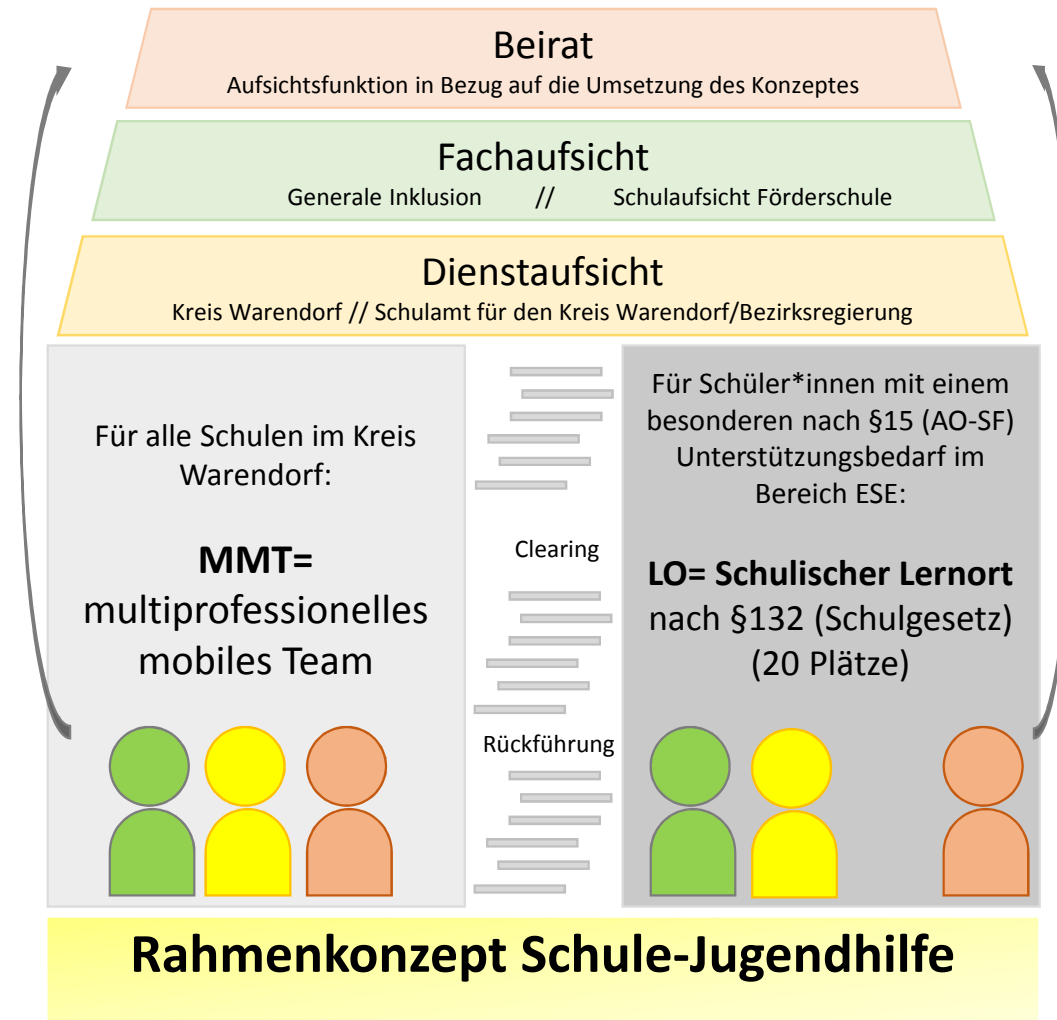 Beirat
Aufsichtsfunktion in Bezug auf die Umsetzung des Konzeptes
Fachaufsicht
Generale Inklusion // Schulaufsicht Förderschule
Dienstaufsicht
Kreis Warendorf // Schulamt für den Kreis Warendorf/Bezirksregierung
Für alle Schulen im Kreis
Warendorf:
MMT=
multiprofessionelles
mobiles Team
Clearing
Rückführung
Für Schüler*innen mit einem
besonderen nach §15 (AO-SF)
Unterstützungsbedarf im
Bereich ESE:
LO= Schulischer Lernort
nach §132 (Schulgesetz)
(20 Plätze)
Rahmenkonzept Schule-Jugendhilfe